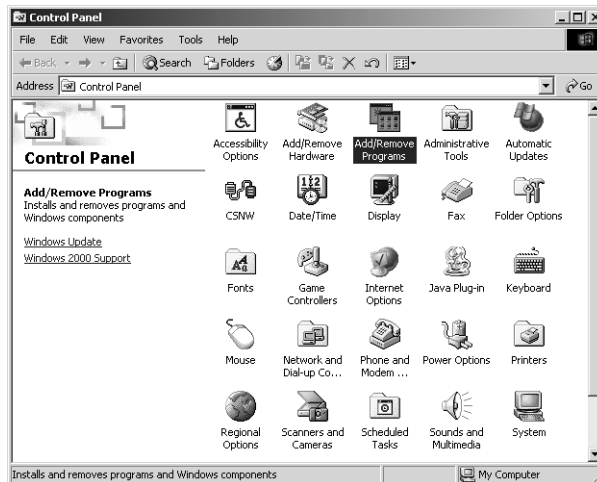 Control Panel
File Edit View Favorites Tools Help
Back Search Folders
Address Control Panel Go
Control Panel
Add/Remove Programs
Installs and removes programs and
Windows components
Windows Update
Windows 2000 Support
Accessibility
Options
Add/Remove
Hardware
Add/Remove
Programs
Administrative
Tools
Automatic
Updates
CSNW
Date/Time
Display
Fax
Folder Options
Fonts
Game
Controllers
Internet
Options
Java Plug-in
Keyboard
Mouse
Network and
Dial-up Co...
Phone and
Modem ...
Power Options
Printers
Regional
Options
Scanners and
Cameras
Scheduled
Tasks
Sounds and
Multimedia
System
Installs and removes programs and Windows components
My Computer